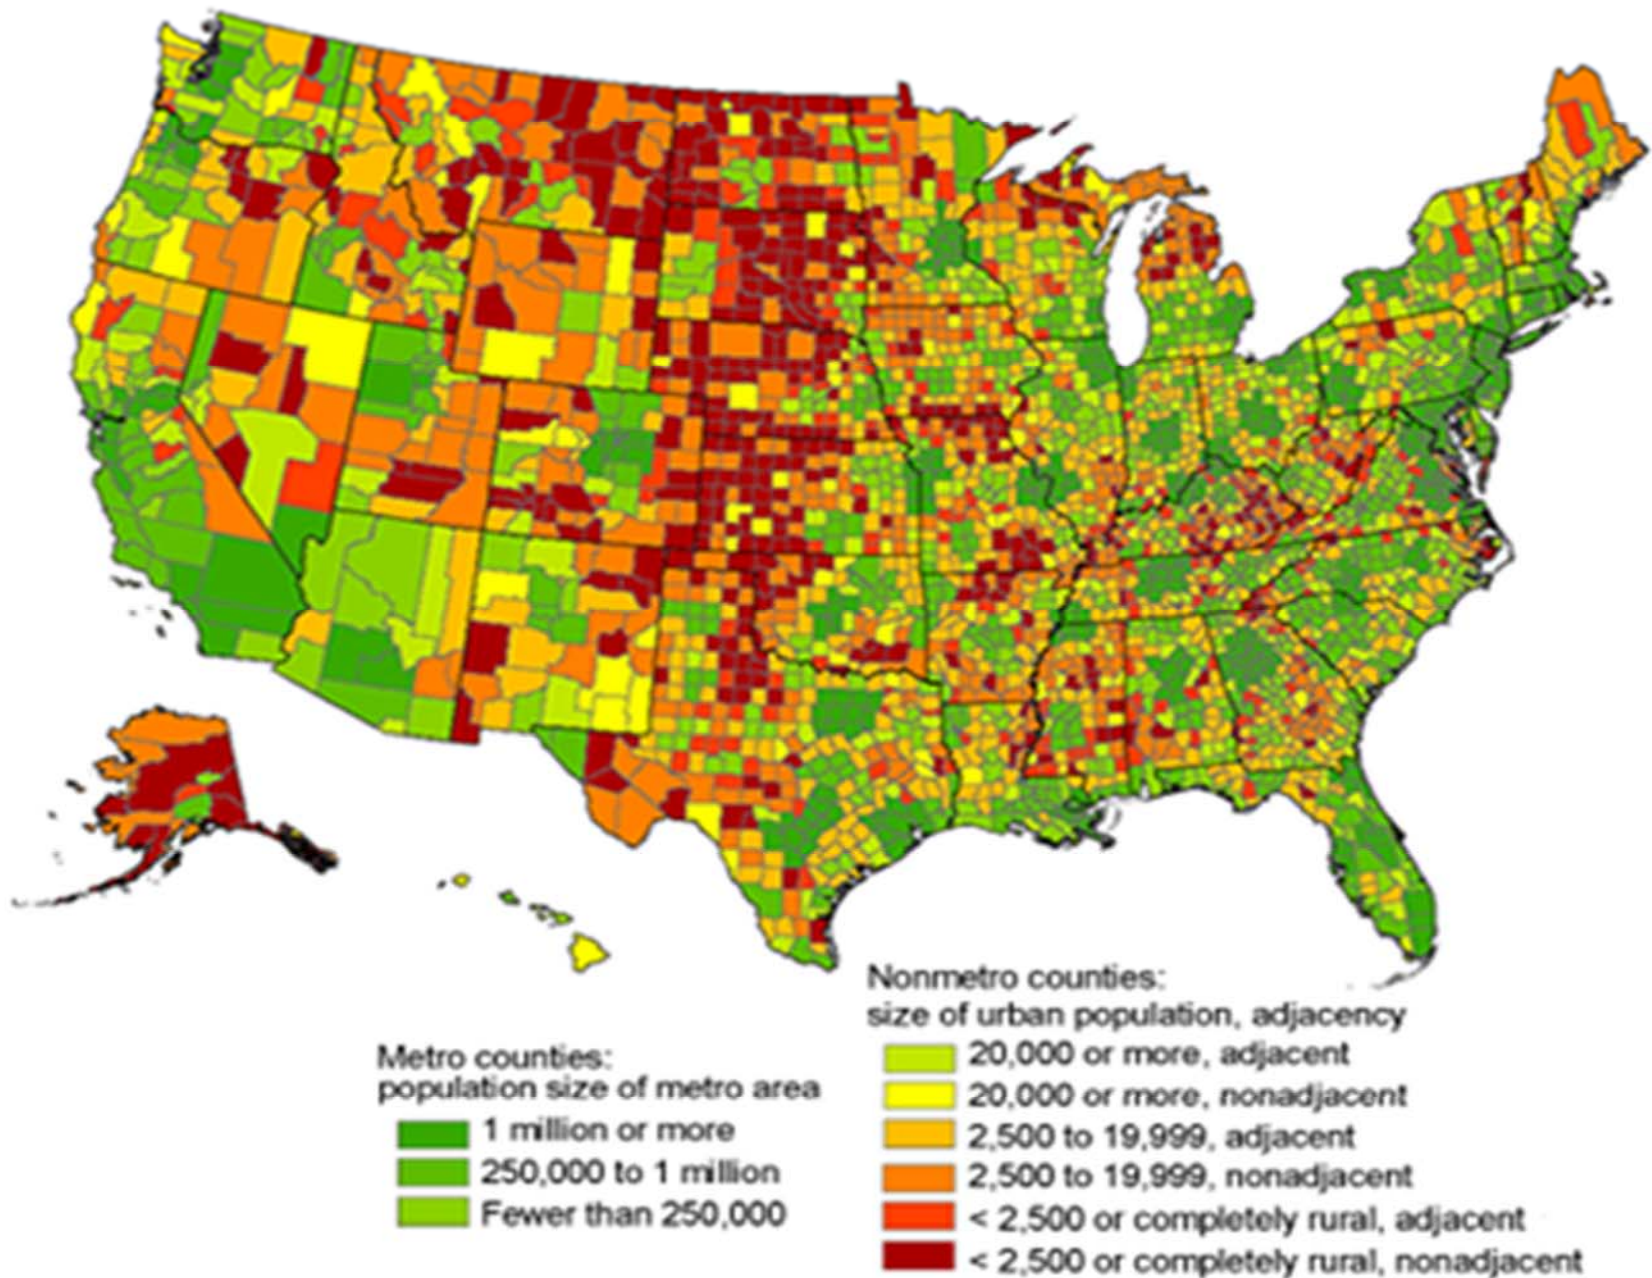 Nonmetro counties:
size of urban population, adjacency
20,000 or more, adjacent
20,000 or more, nonadjacent
2,500 to 19,999, adjacent
2,500 to 19,999, nonadjacent
< 2,500 or completely rural, adjacent
< 2,500 or completely rural, nonadjacent
Metro counties:
population size of metro area
1 million or more
250,000 to 1 million
Fewer than 250,000